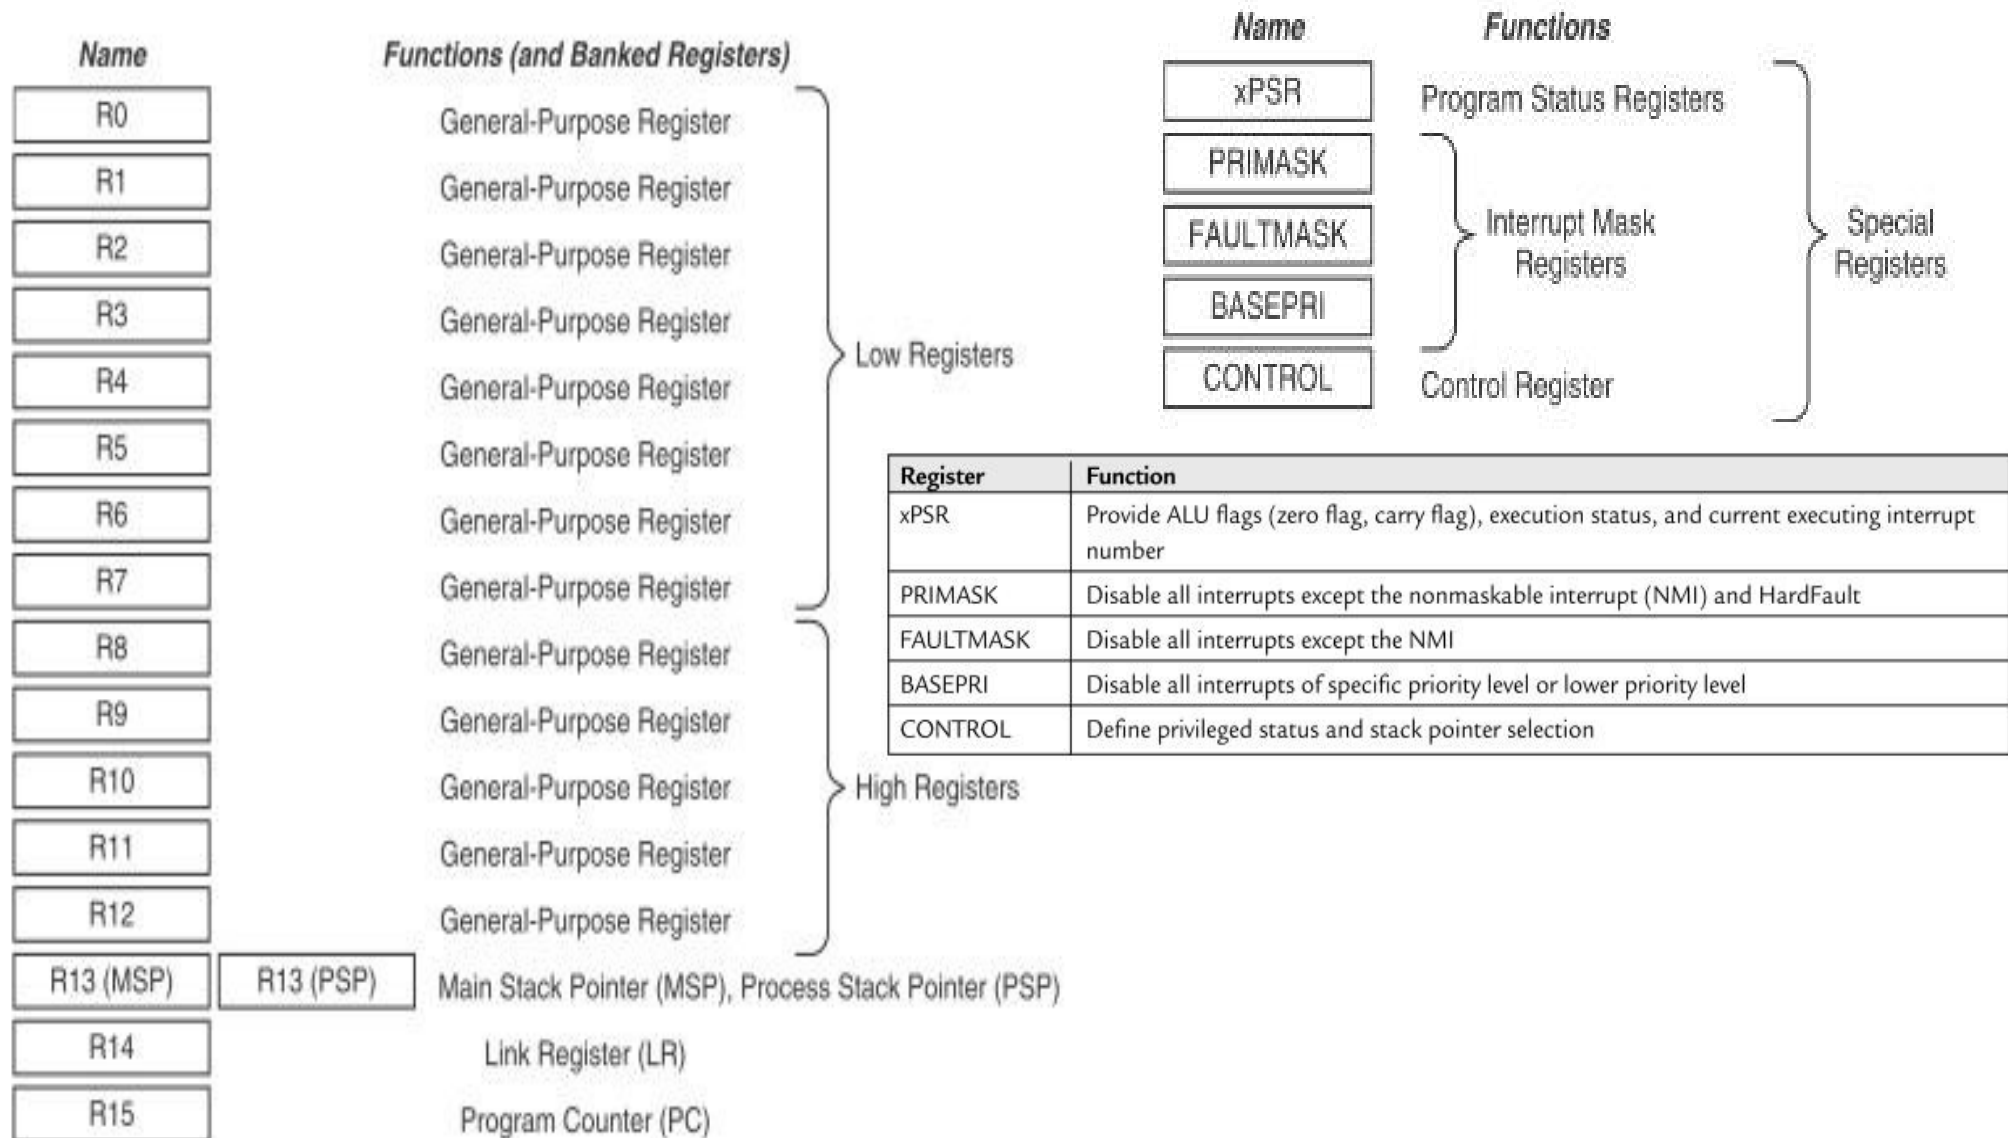 Name Functions (and Banked Registers)
R0 General-Purpose Register
R1 General-Purpose Register
R2 General-Purpose Register
R3 General-Purpose Register
R4 General-Purpose Register
R5 General-Purpose Register
R6 General-Purpose Register
R7 General-Purpose Register
Low Registers
R8 General-Purpose Register
R9 General-Purpose Register
R10 General-Purpose Register
R11 General-Purpose Register
R12 General-Purpose Register
High Registers
R13 (MSP) R13 (PSP) Main Stack Pointer (MSP), Process Stack Pointer (PSP)
R14 Link Register (LR)
R15 Program Counter (PC)
Name Functions
xPSR Program Status Registers
PRIMASK
FAULTMASK
BASEPRI
Interrupt Mask
Registers
CONTROL Control Register
Special
Registers
Register Function
xPSR Provide ALU flags (zero flag, carry flag), execution status, and current executing interrupt
number
PRIMASK Disable all interrupts except the nonmaskable interrupt (NMI) and HardFault
FAULTMASK Disable all interrupts except the NMI
BASEPRI Disable all interrupts of specific priority level or lower priority level
CONTROL Define privileged status and stack pointer selection